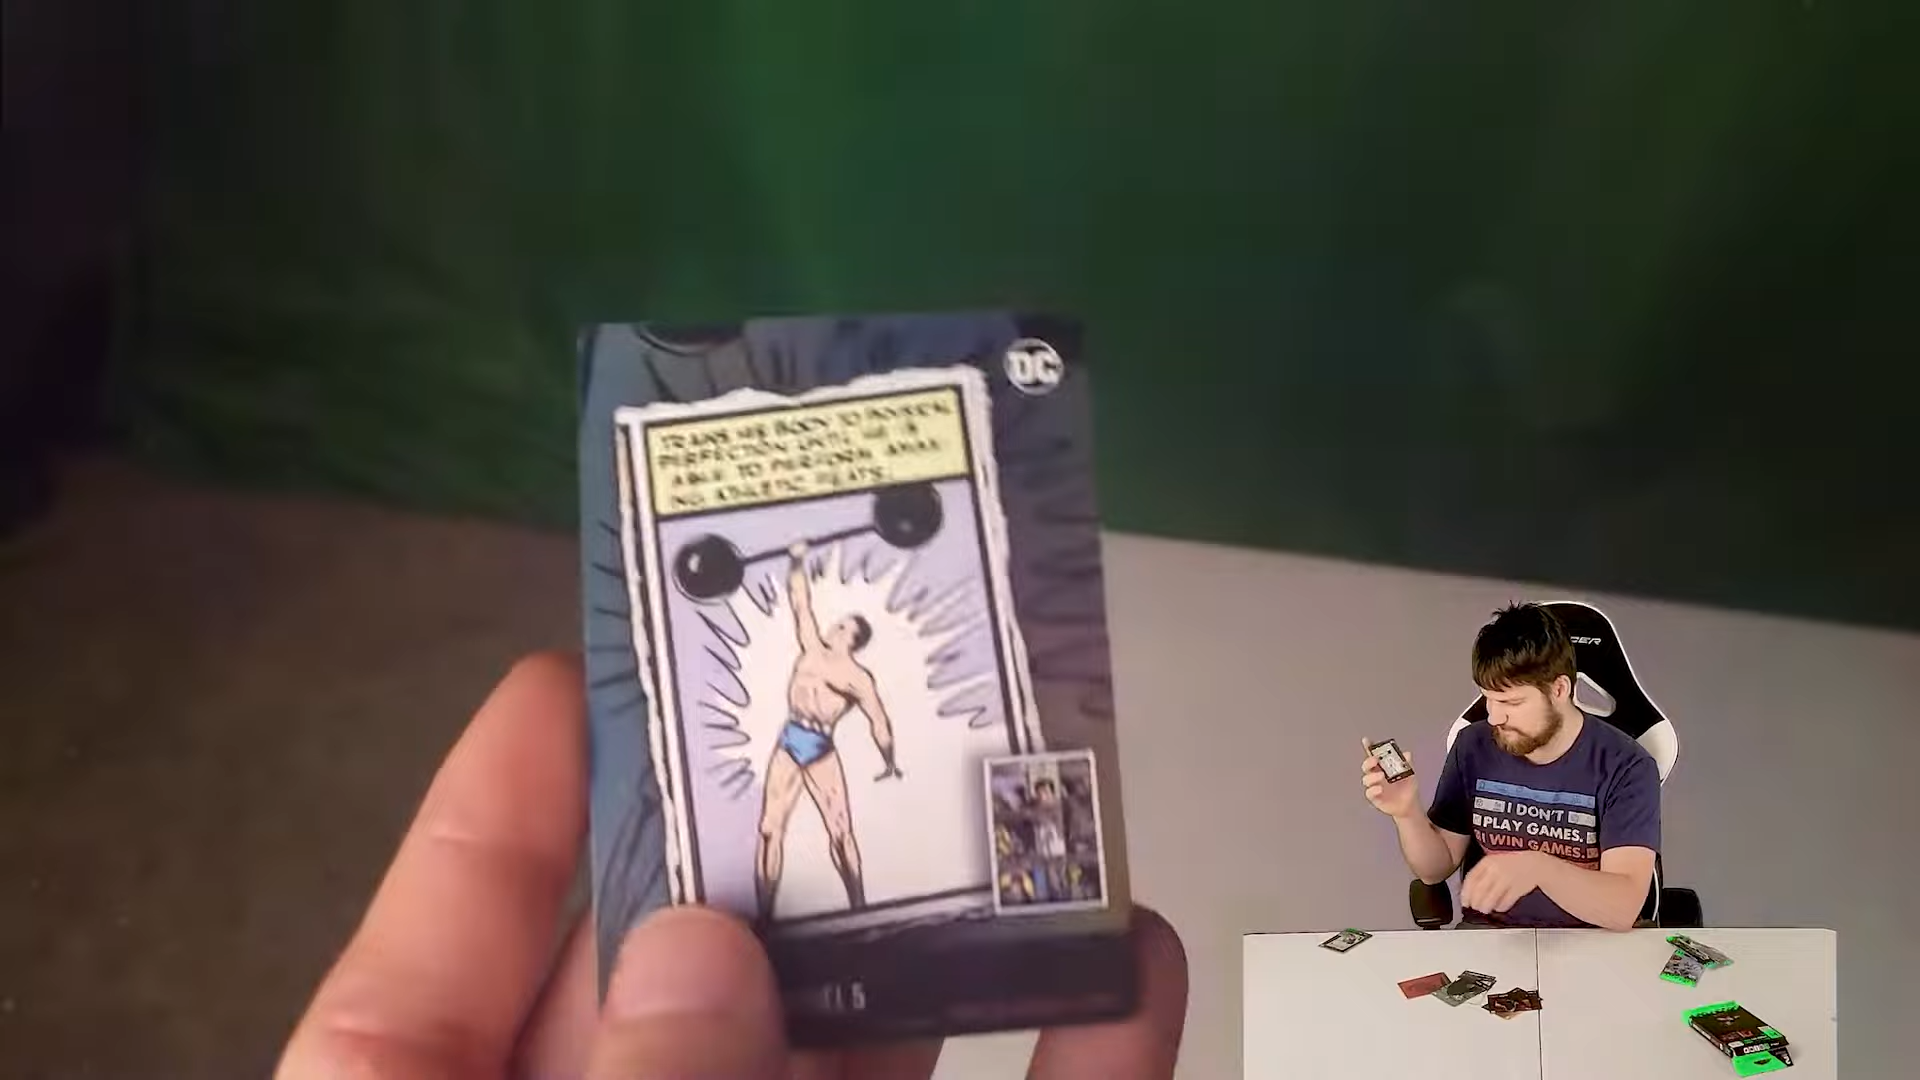 DC
TRAINS HIS BODY TO PHYSICAL
PERFECTION UNTIL HE IS
ABLE TO PERFORM AMAZ-
ING ATHLETIC FEATS.
I DON'T
PLAY GAMES.
I WIN GAMES.